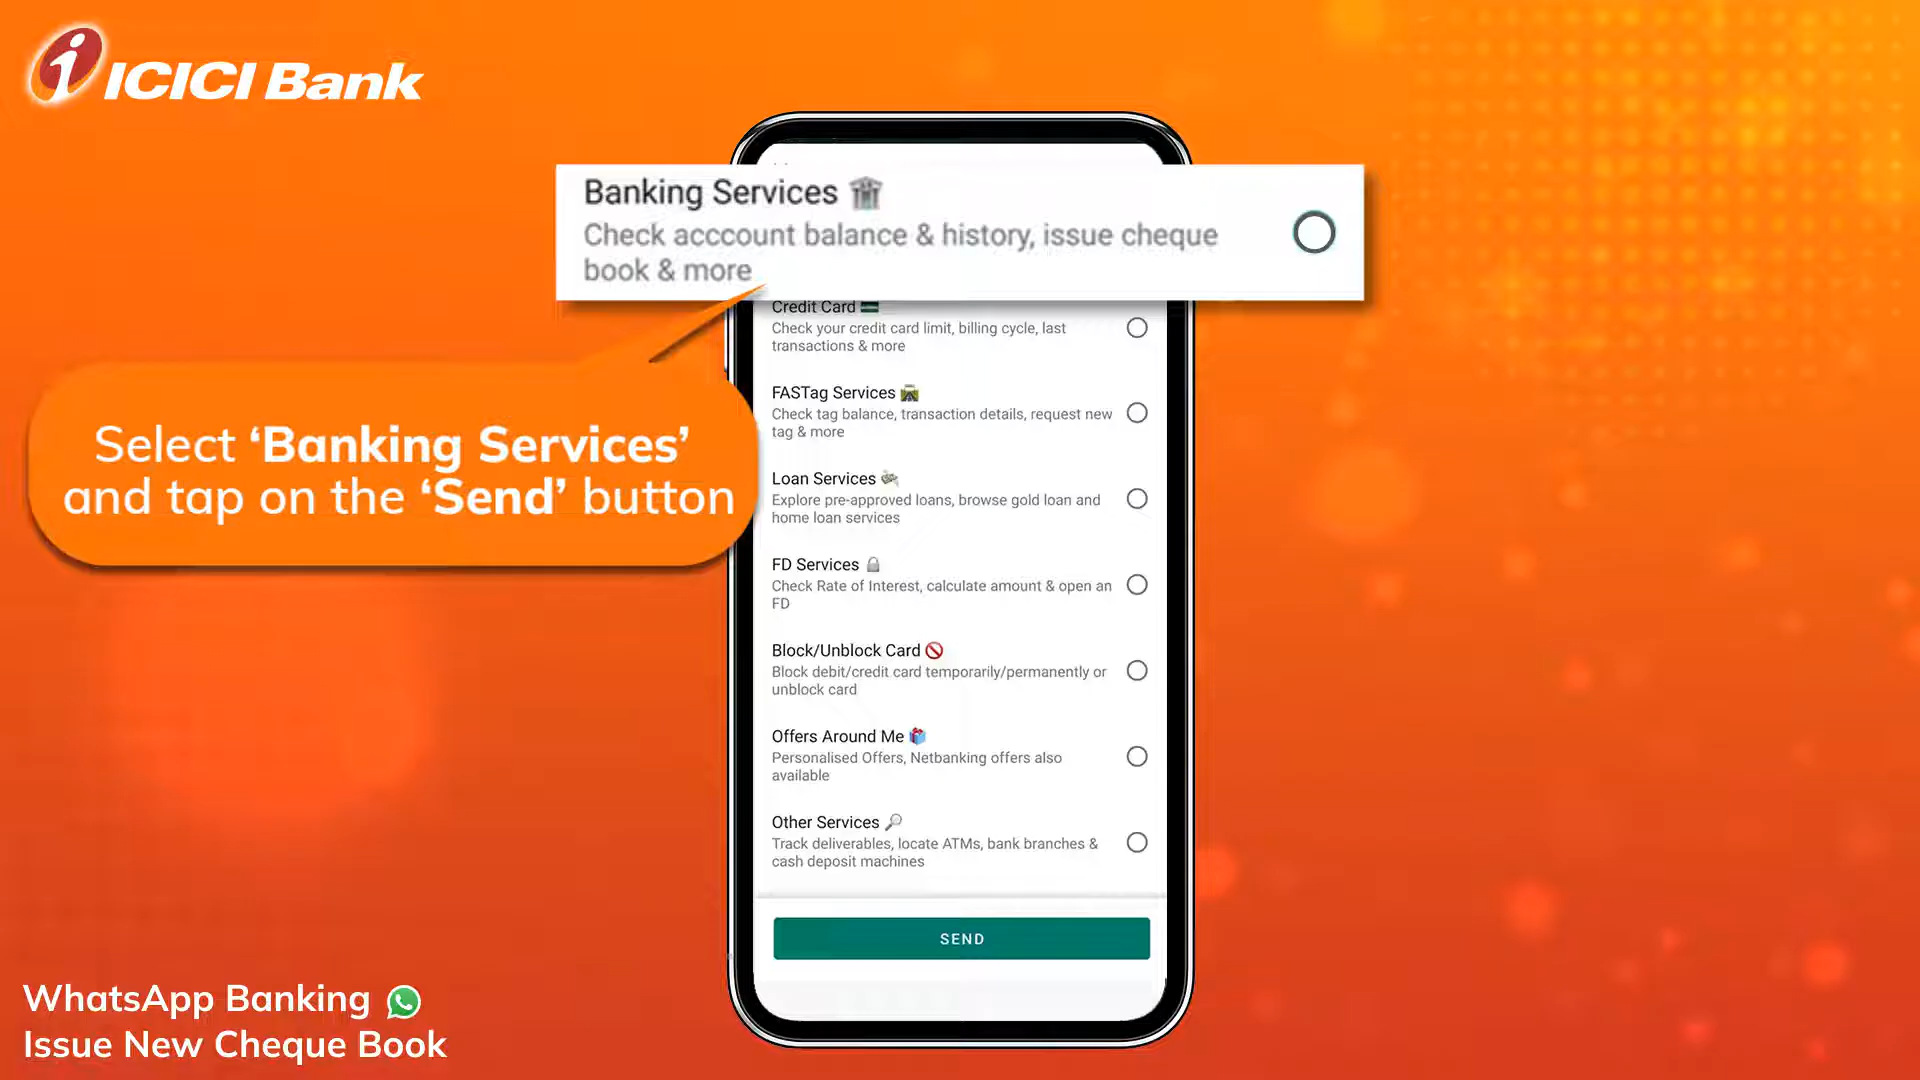 ICICI Bank
Banking Services
Check acccount balance & history, issue cheque
book & more
Credit Card
Check your credit card limit, billing cycle, last
transactions & more
FASTag Services
Check tag balance, transaction details, request new
tag & more
Select ‘Banking Services’
and tap on the ‘Send’ button
Loan Services
Explore pre-approved loans, browse gold loan and
home loan services
FD Services
Check Rate of Interest, calculate amount & open an
FD
Block/Unblock Card
Block debit/credit card temporarily/permanently or
unblock card
Offers Around Me
Personalised Offers, Netbanking offers also
available
Other Services
Track deliverables, locate ATMs, bank branches &
cash deposit machines
SEND
WhatsApp Banking
Issue New Cheque Book